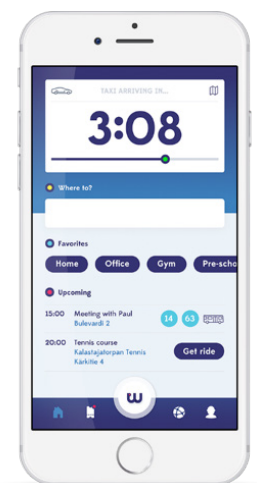 TAXI ARRIVING IN...
3:08
Where to?
Favorites
Home Office Gym Pre-scho
Upcoming
15:00 Meeting with Paul 14 63
Bulevardi 2
20:00 Tennis course Get ride
Kalastajatorpan Tennis
Kärkitie 4
w